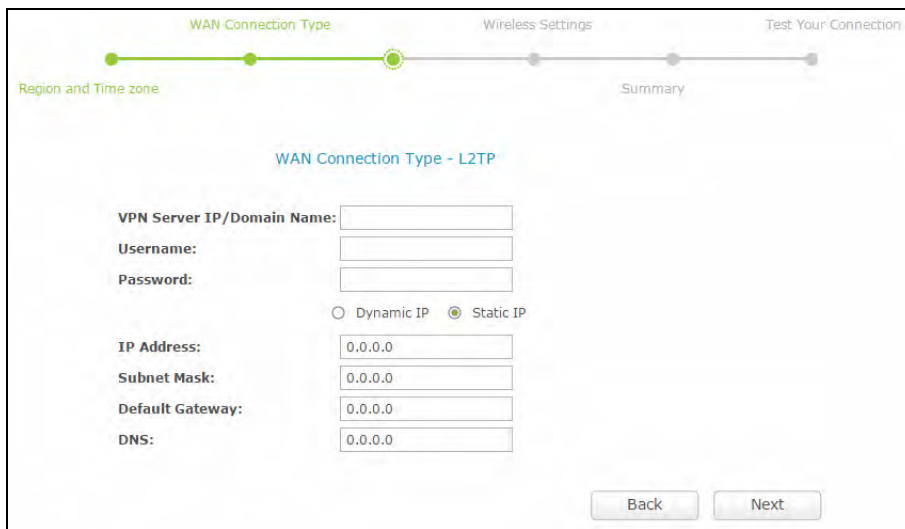 WAN Connection Type Wireless Settings Test Your Connection
Region and Time zone Summary
WAN Connection Type - L2TP
VPN Server IP/Domain Name:
Username:
Password:
Dynamic IP Static IP
IP Address: 0.0.0.0
Subnet Mask: 0.0.0.0
Default Gateway: 0.0.0.0
DNS: 0.0.0.0
Back Next